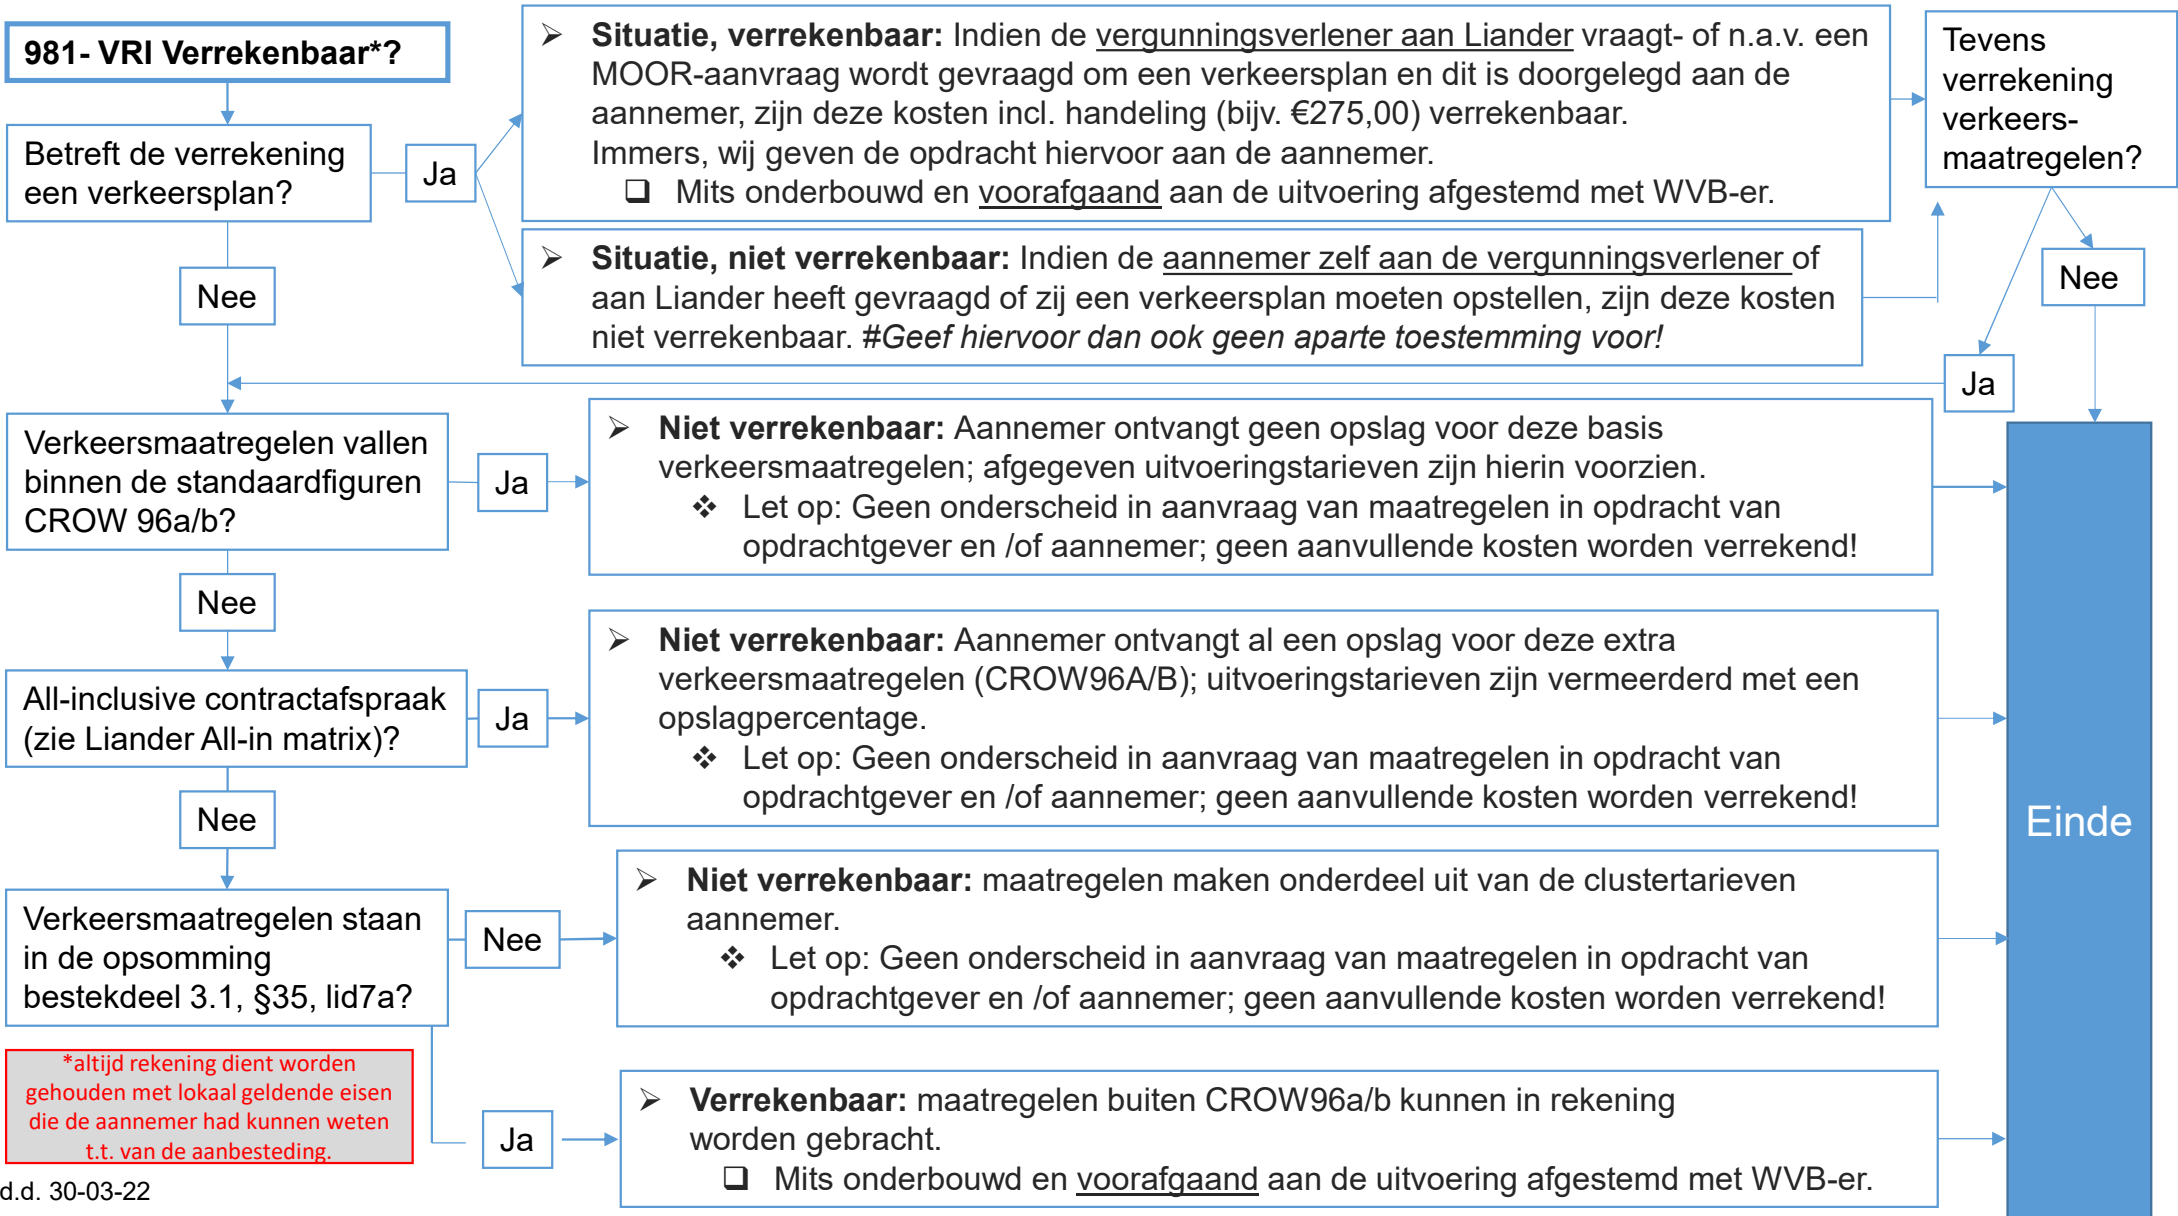 981- VRI Verrekenbaar*?
Betreft de verrekening
een verkeersplan?
Ja
➢ Situatie, verrekenbaar: Indien de vergunningsverlener aan Liander vraagt- of n.a.v. een
MOOR-aanvraag wordt gevraagd om een verkeersplan en dit is doorgelegd aan de
aannemer, zijn deze kosten incl. handeling (bijv. €275,00) verrekenbaar.
Immers, wij geven de opdracht hiervoor aan de aannemer.
❑ Mits onderbouwd en voorafgaand aan de uitvoering afgestemd met WVB-er.
➢ Situatie, niet verrekenbaar: Indien de aannemer zelf aan de vergunningsverlener of
aan Liander heeft gevraagd of zij een verkeersplan moeten opstellen, zijn deze kosten
niet verrekenbaar. #Geef hiervoor dan ook geen aparte toestemming voor!
Tevens
verrekening
verkeers-
maatregelen?
Nee
Ja
Nee
Verkeersmaatregelen vallen
binnen de standaardfiguren
CROW 96a/b?
Ja
➢ Niet verrekenbaar: Aannemer ontvangt geen opslag voor deze basis
verkeersmaatregelen; afgegeven uitvoeringstarieven zijn hierin voorzien.
❖ Let op: Geen onderscheid in aanvraag van maatregelen in opdracht van
opdrachtgever en /of aannemer; geen aanvullende kosten worden verrekend!
Nee
All-inclusive contractafspraak
(zie Liander All-in matrix)?
Ja
➢ Niet verrekenbaar: Aannemer ontvangt al een opslag voor deze extra
verkeersmaatregelen (CROW96A/B); uitvoeringstarieven zijn vermeerderd met een
opslagpercentage.
❖ Let op: Geen onderscheid in aanvraag van maatregelen in opdracht van
opdrachtgever en /of aannemer; geen aanvullende kosten worden verrekend!
Nee
Verkeersmaatregelen staan
in de opsomming
bestekdeel 3.1, §35, lid7a?
Nee
➢ Niet verrekenbaar: maatregelen maken onderdeel uit van de clustertarieven
aannemer.
❖ Let op: Geen onderscheid in aanvraag van maatregelen in opdracht van
opdrachtgever en /of aannemer; geen aanvullende kosten worden verrekend!
Ja
➢ Verrekenbaar: maatregelen buiten CROW96a/b kunnen in rekening
worden gebracht.
❑ Mits onderbouwd en voorafgaand aan de uitvoering afgestemd met WVB-er.
Einde
*altijd rekening dient worden
gehouden met lokaal geldende eisen
die de aannemer had kunnen weten
t.t. van de aanbesteding.
d.d. 30-03-22